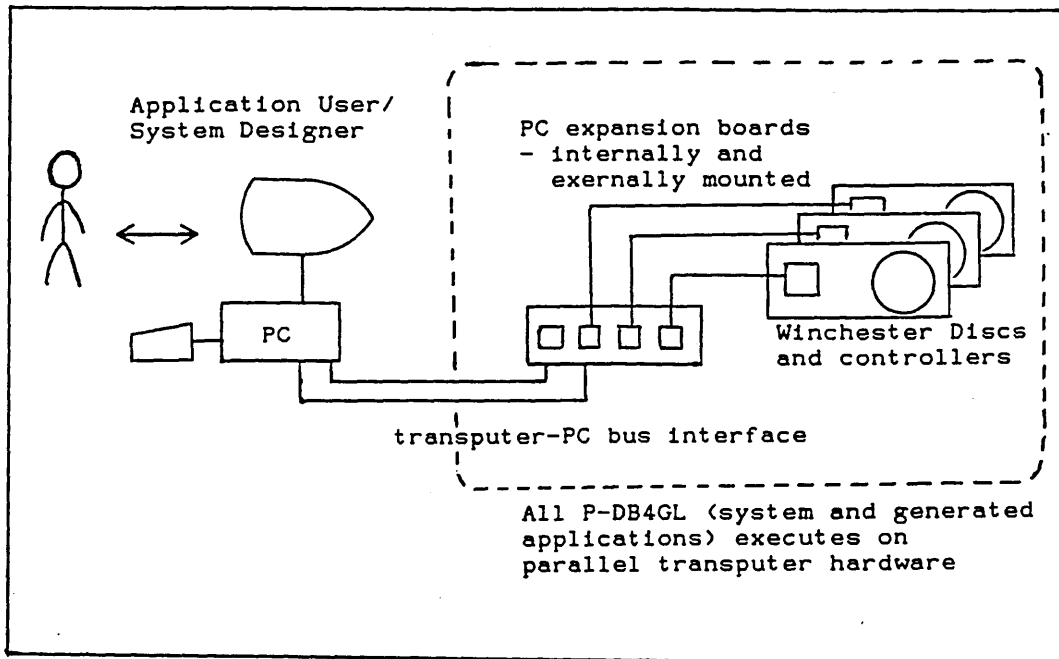 Application User/
System Designer
PC expansion boards
- internally and
exernally mounted
PC
Winchester Discs
and controllers
transputer-PC bus interface
All P-DB4GL (system and generated
applications) executes on
parallel transputer hardware